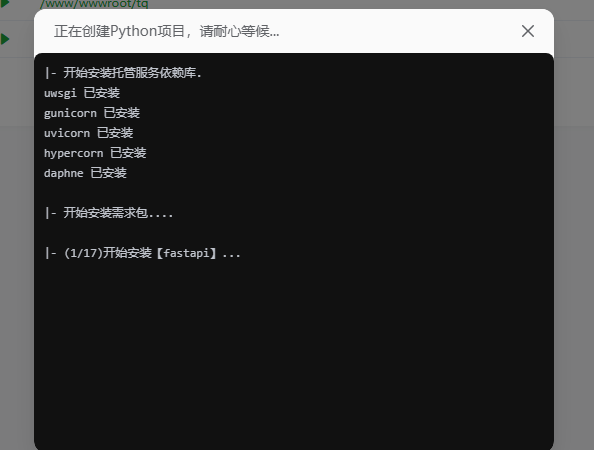 /www/wwwroot/tq
正在创建Python项目，请耐心等候...
|- 开始安装托管服务依赖库.
uwsgi 已安装
gunicorn 已安装
uvicorn 已安装
hypercorn 已安装
daphne 已安装
|- 开始安装需求包....
|- (1/17)开始安装【fastapi】...